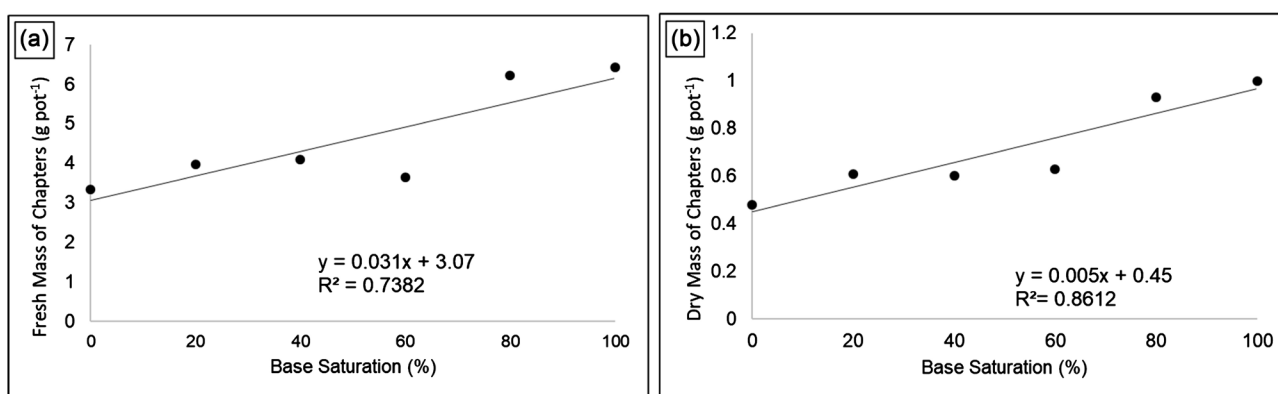 (a)
Fresh Mass of Chapters (g pot⁻¹)
7
6
5
4
3
2
1
0
y = 0.031x + 3.07
R² = 0.7382
0 20 40 60 80 100
Base Saturation (%)
(b)
Dry Mass of Chapters (g pot⁻¹)
1.2
1
0.8
0.6
0.4
0.2
0
y = 0.005x + 0.45
R²= 0.8612
0 20 40 60 80 100
Base Saturation (%)